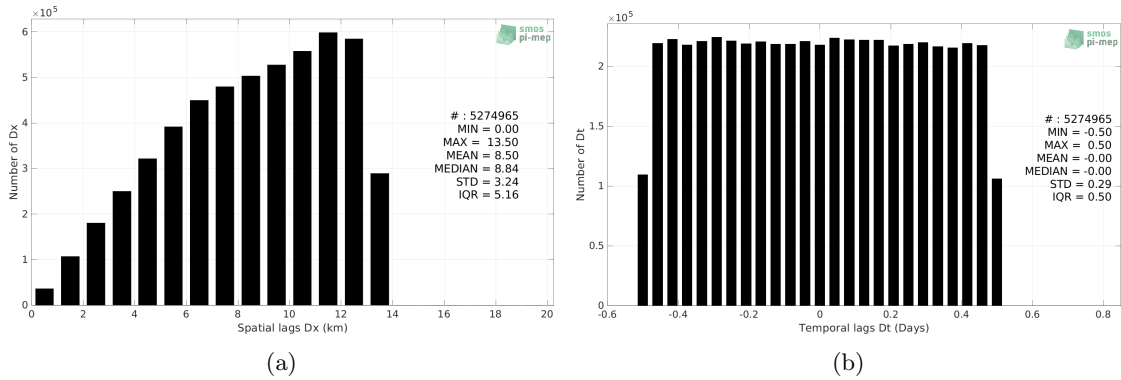 ×10^5
6
5
4
3
2
1
0
Number of Dx
0 2 4 6 8 10 12 14 16 18 20
Spatial lags Dx (km)
smos
pi-mep
# : 5274965
MIN = 0.00
MAX = 13.50
MEAN = 8.50
MEDIAN = 8.84
STD = 3.24
IQR = 5.16
(a)
×10^5
2
1.5
1
0.5
0
Number of Dt
-0.6 -0.4 -0.2 0 0.2 0.4 0.6 0.8
Temporal lags Dt (Days)
smos
pi-mep
# : 5274965
MIN = -0.50
MAX = 0.50
MEAN = -0.00
MEDIAN = -0.00
STD = 0.29
IQR = 0.50
(b)